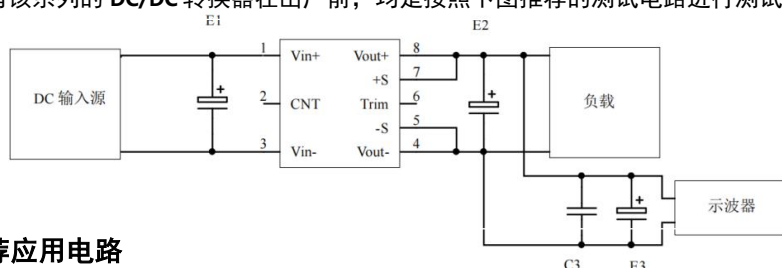 有该系列的 DC/DC 转换器在出厂前，均是按照下图推荐的测试电路进行测试
E1
E2
1 Vin+ Vout+ 8
+S 7
DC 输入源
2 CNT Trim 6
负载
-S 5
3 Vin- Vout- 4
示波器
荐应用电路
C3 E3